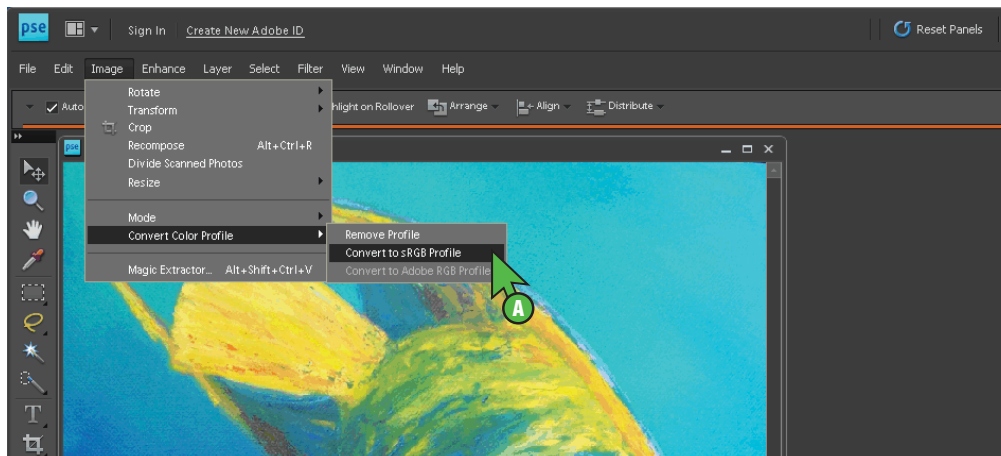 pse Sign In Create New Adobe ID Reset Panels
File Edit Image Enhance Layer Select Filter View Window Help
Auto hlight on Rollover Arrange Align Distribute
Rotate
Transform
Crop
Recompose Alt+Ctrl+R
Divide Scanned Photos
Resize
Mode
Convert Color Profile
Magic Extractor... Alt+Shift+Ctrl+V
Remove Profile
Convert to sRGB Profile
Convert to Adobe RGB Profile
pse
A
T